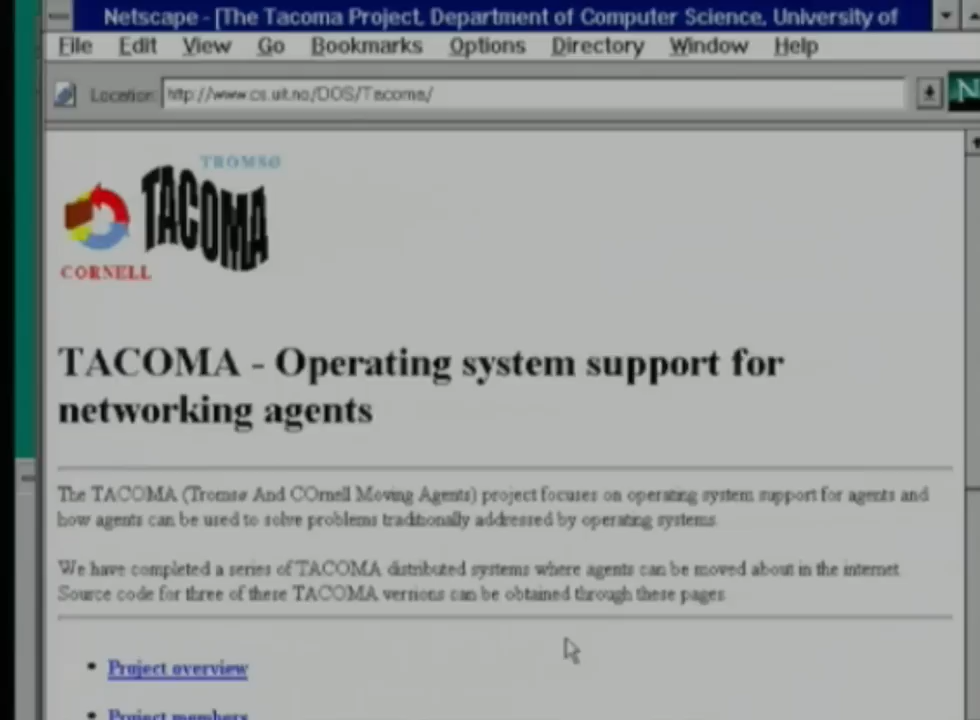 Netscape - [The Tacoma Project, Department of Computer Science, University of
File Edit View Go Bookmarks Options Directory Window Help
Location: http://www.cs.uit.no/DOS/Tacoma/
N
TROMSØ
TACOMA
CORNELL
TACOMA - Operating system support for
networking agents
The TACOMA (Tromsø And COrnell Moving Agents) project focuses on operating system support for agents and
how agents can be used to solve problems traditionally addressed by operating systems.
We have completed a series of TACOMA distributed systems where agents can be moved about in the internet.
Source code for three of these TACOMA versions can be obtained through these pages.
• Project overview
• Project members